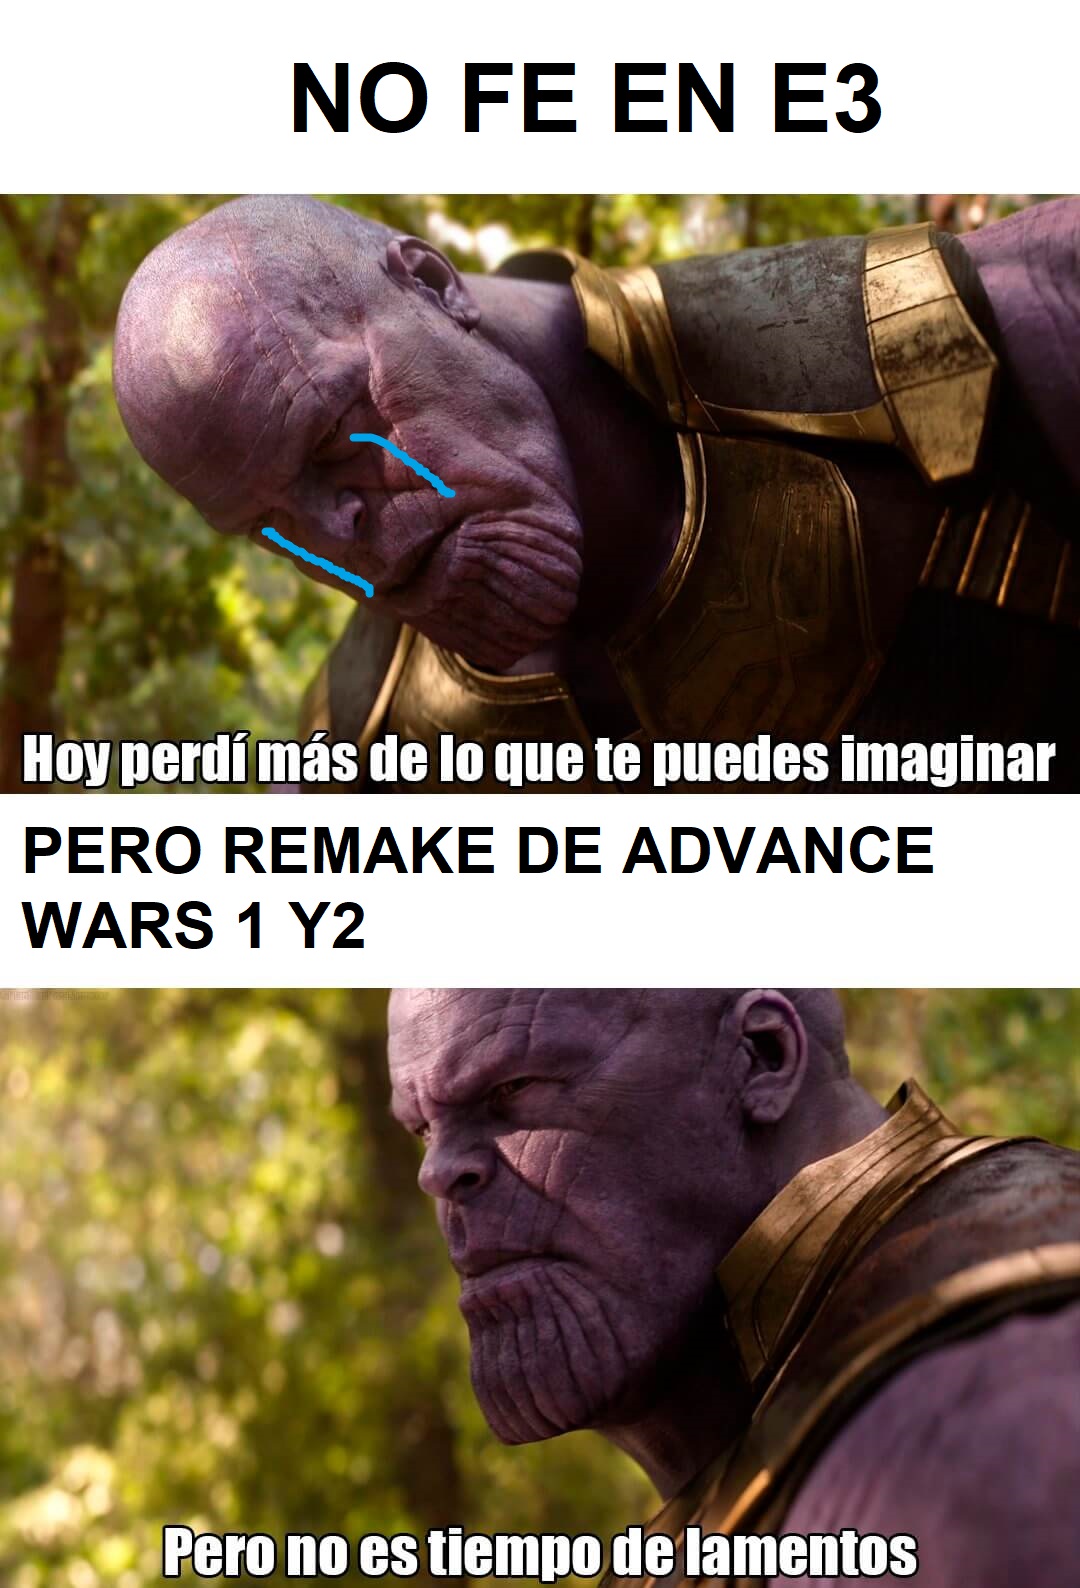 NO FE EN E3
Hoy perdí más de lo que te puedes imaginar
PERO REMAKE DE ADVANCE
WARS 1 Y2
Pero no es tiempo de lamentos